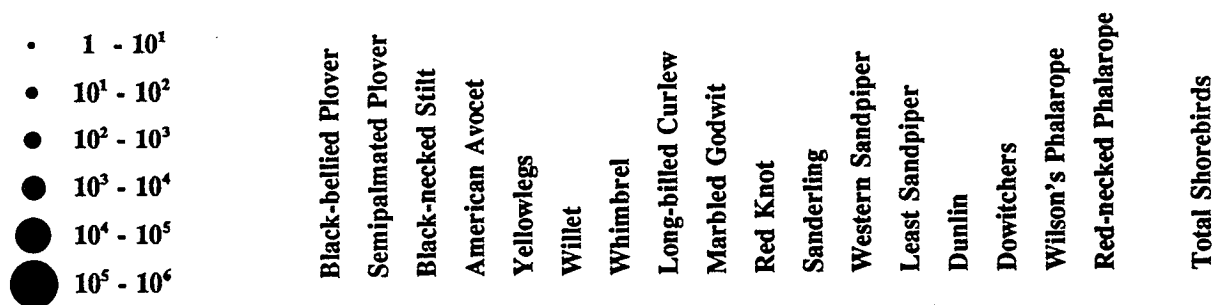 1 - 10¹
10¹ - 10²
10² - 10³
10³ - 10⁴
10⁴ - 10⁵
10⁵ - 10⁶
Black-bellied Plover
Semipalmated Plover
Black-necked Stilt
American Avocet
Yellowlegs
Willet
Whimbrel
Long-billed Curlew
Marbled Godwit
Red Knot
Sanderling
Western Sandpiper
Least Sandpiper
Dunlin
Dowitchers
Wilson's Phalarope
Red-necked Phalarope
Total Shorebirds